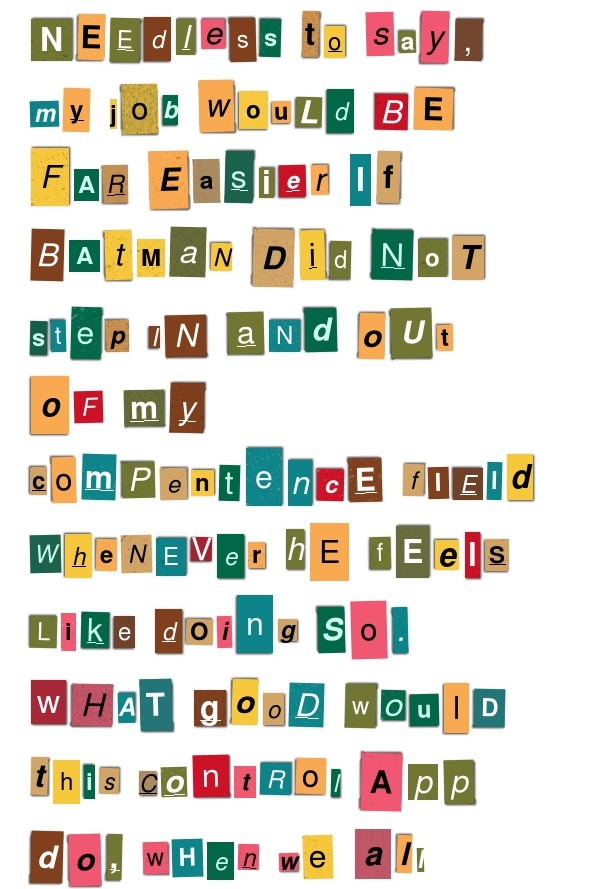 NEEdless to say,
my job wouLd BE
FAR Easier If
BAtMaN Did NoT
step IN aNd oUt
oF my
comPentencE fIEld
WheNEVer hE fEels
Like doing So.
wHAT gooD woulD
this ContRol App
do, wHen we all